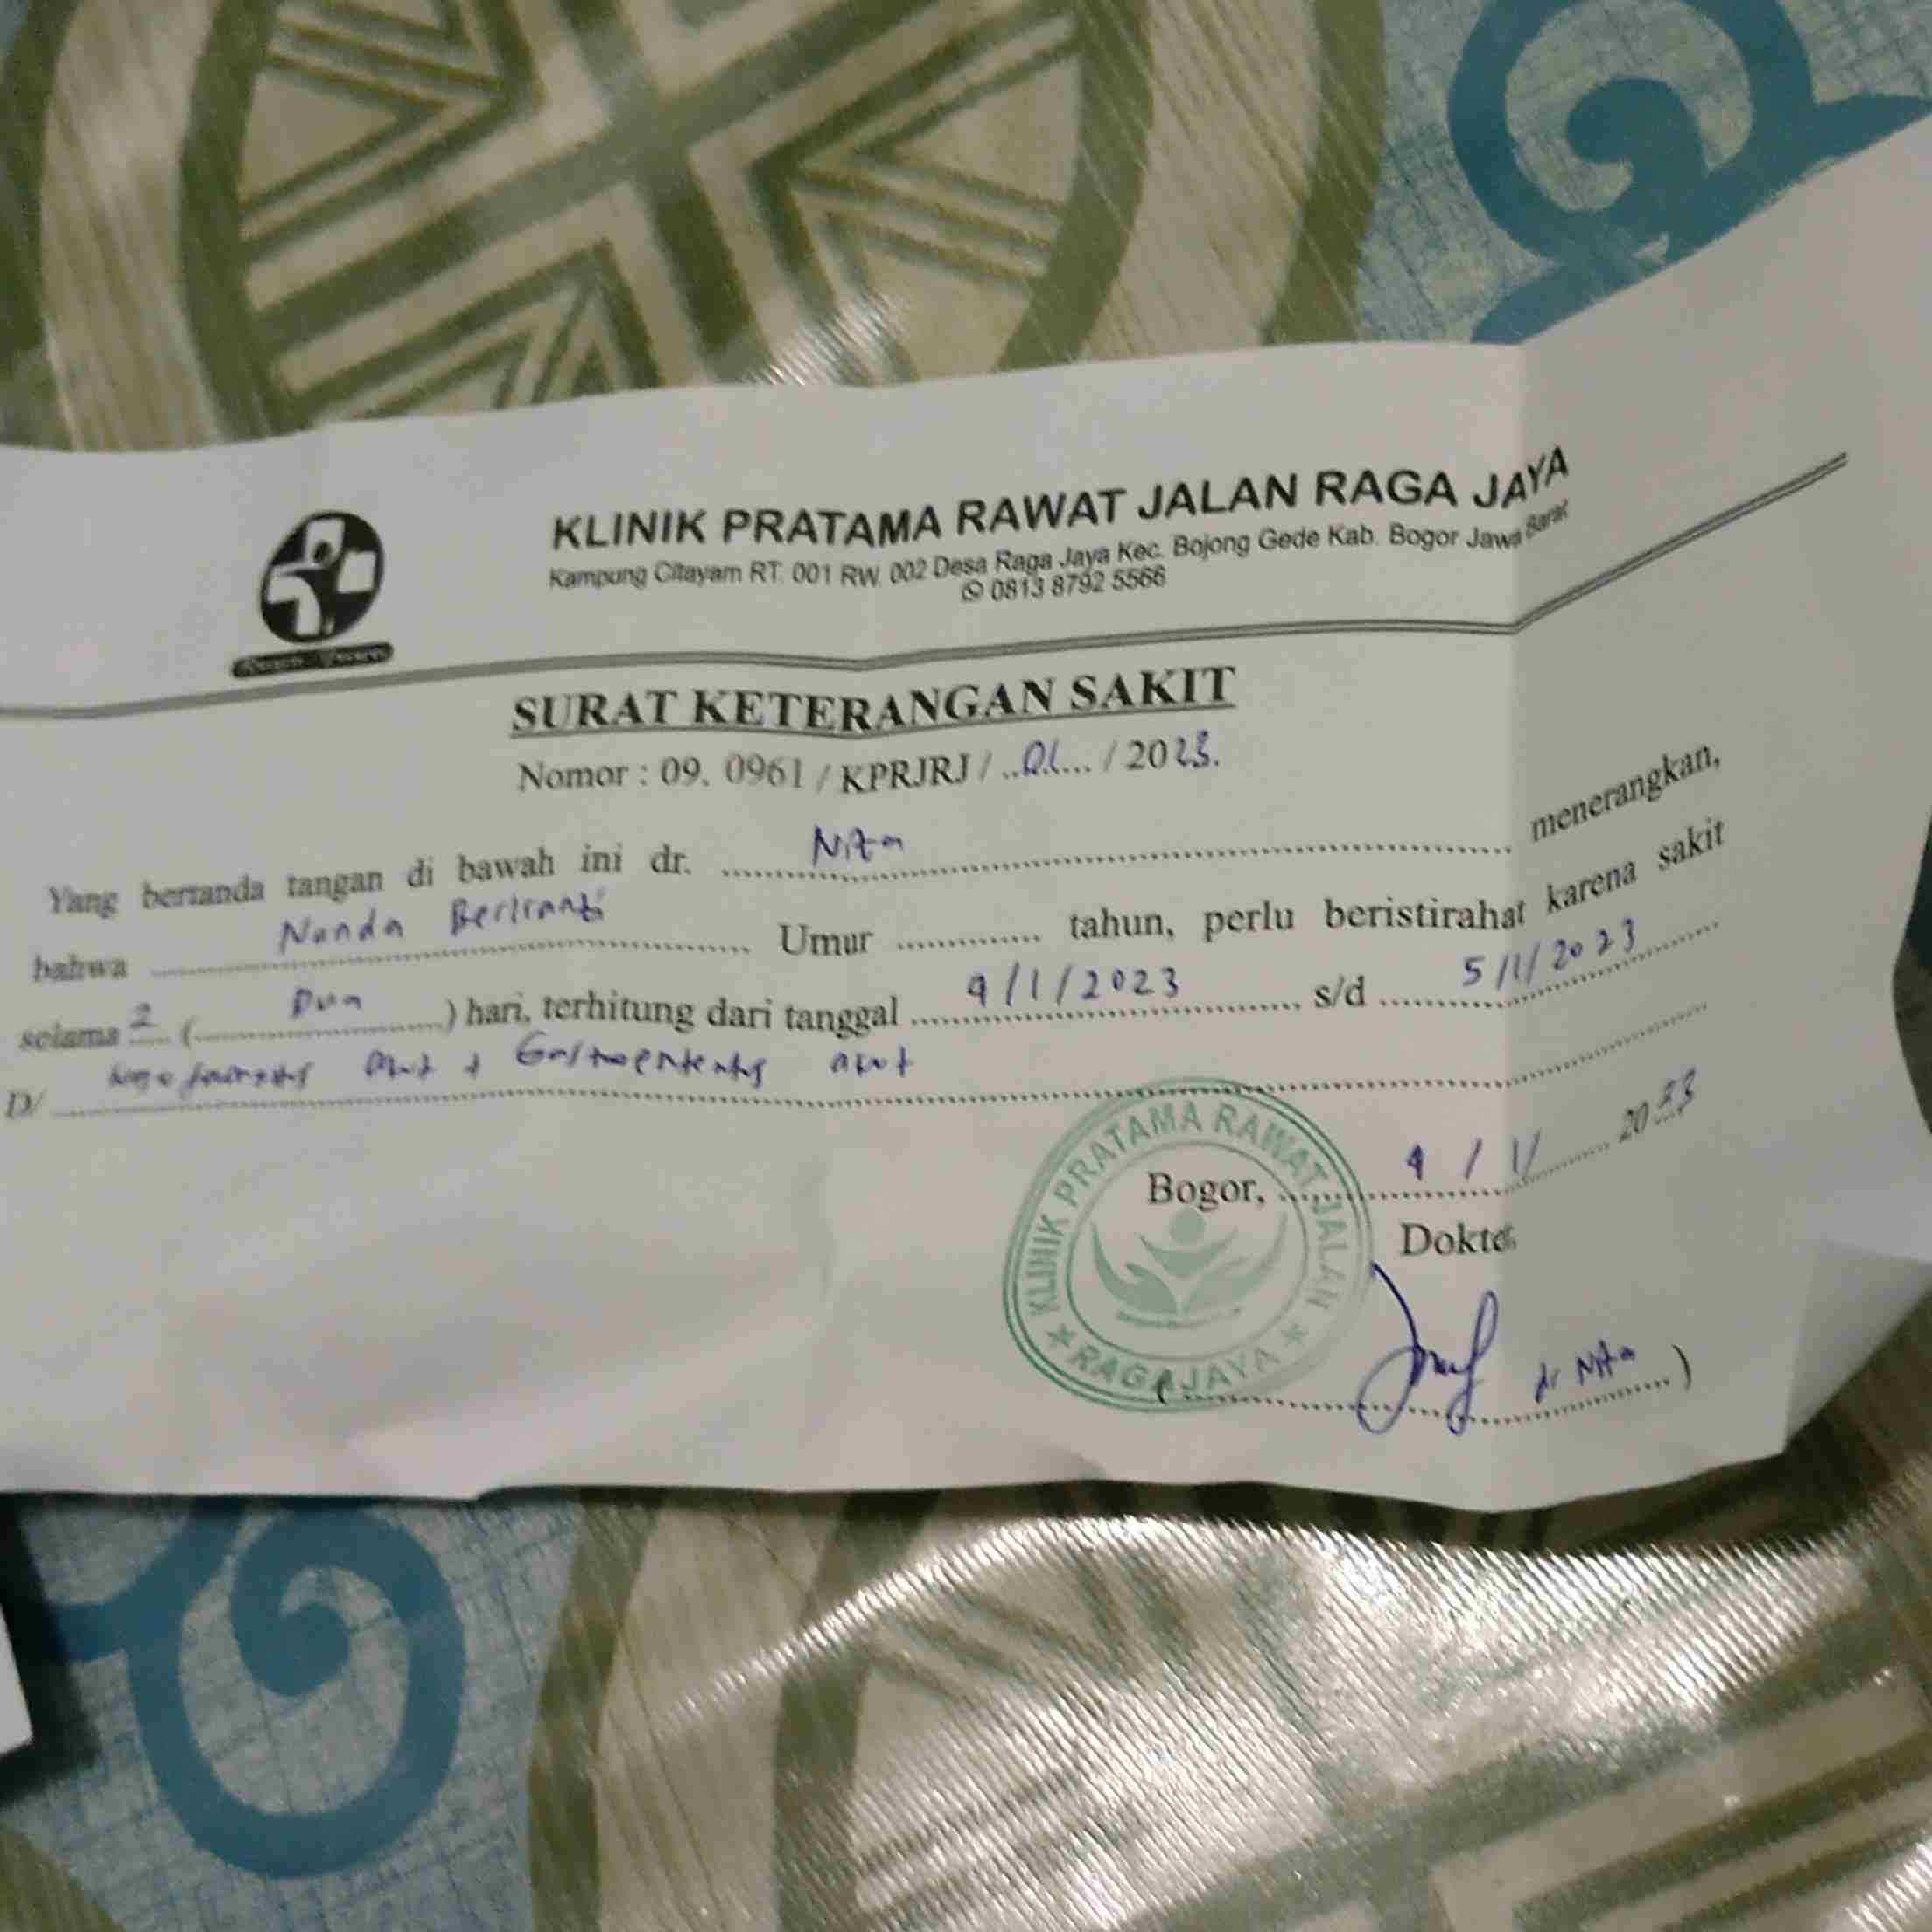 KLINIK PRATAMA RAWAT JALAN RAGA JAYA
Kampung Citayam RT. 001 RW. 002 Desa Raga Jaya Kec. Bojong Gede Kab. Bogor Jawa Barat
0813 8792 5566
SURAT KETERANGAN SAKIT
Nomor : 09. 0961 / KPRJRJ / ..01... / 2023.
Yang bertanda tangan di bawah ini dr. Nita menerangkan,
bahwa Nanda Umur tahun, perlu beristirahat karena sakit
selama 2 (Dua) hari, terhitung dari tanggal 4/1/2023 s/d 5/1/2023
D/ akut + Gastroenteritis akut
Bogor, 4 / 1/ 2023
Dokter,
(dr Nita)
KLINIK PRATAMA RAWAT JALAN
RAGA JAYA